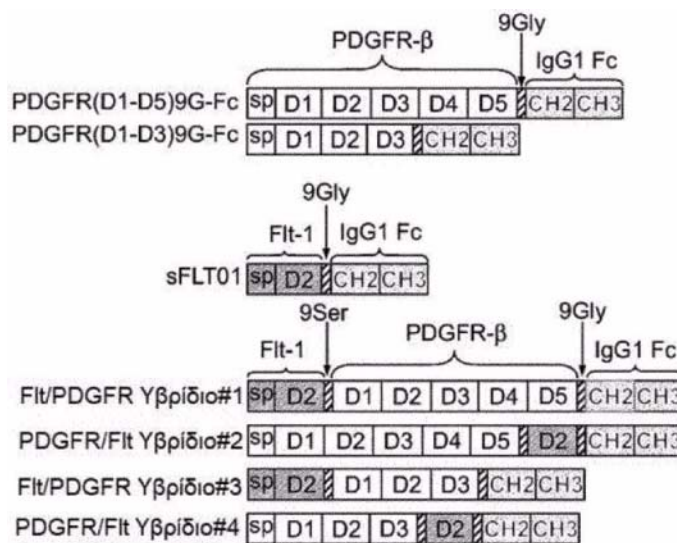 9Gly
PDGFR-β IgG1 Fc
PDGFR(D1-D5)9G-Fc sp D1 D2 D3 D4 D5 CH2 CH3
PDGFR(D1-D3)9G-Fc sp D1 D2 D3 CH2 CH3
9Gly
Flt-1 IgG1 Fc
sFLT01 sp D2 CH2 CH3
9Ser 9Gly
Flt-1 PDGFR-β IgG1 Fc
Flt/PDGFR Υβρίδιο#1 sp D2 D1 D2 D3 D4 D5 CH2 CH3
PDGFR/Flt Υβρίδιο#2 sp D1 D2 D3 D4 D5 D2 CH2 CH3
Flt/PDGFR Υβρίδιο#3 sp D2 D1 D2 D3 CH2 CH3
PDGFR/Flt Υβρίδιο#4 sp D1 D2 D3 D2 CH2 CH3